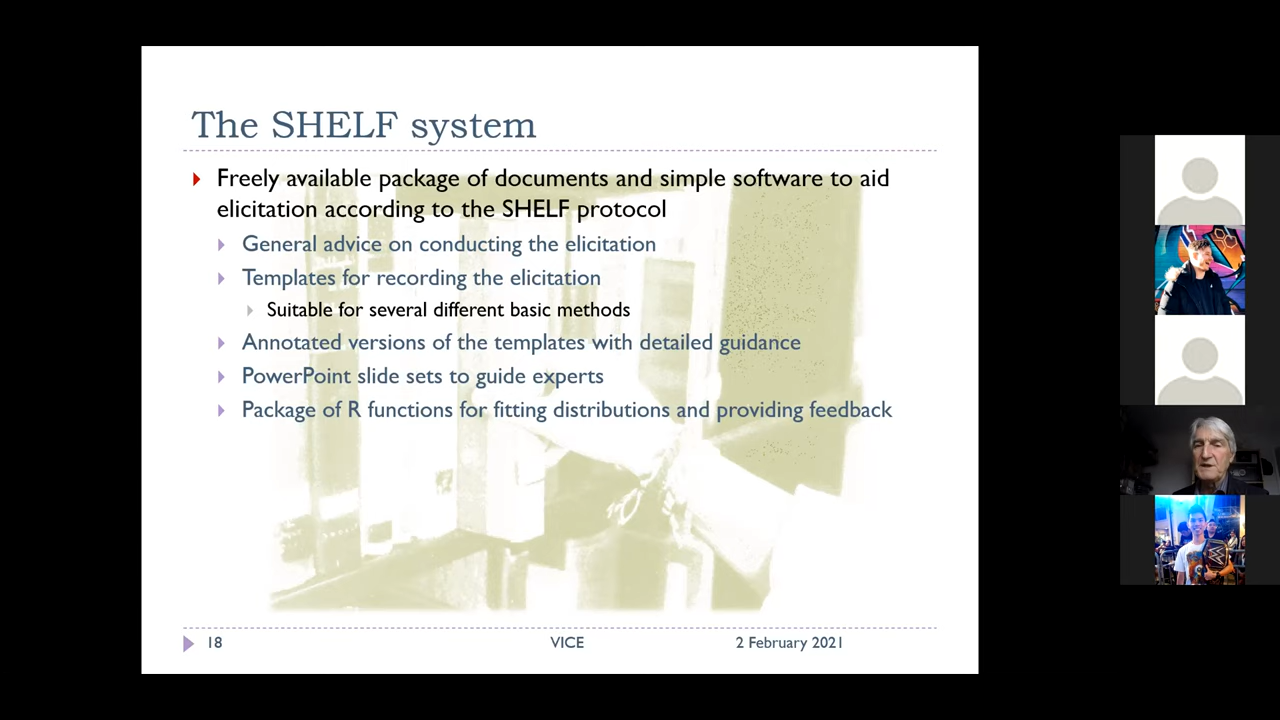 The SHELF system
Freely available package of documents and simple software to aid
elicitation according to the SHELF protocol
General advice on conducting the elicitation
Templates for recording the elicitation
Suitable for several different basic methods
Annotated versions of the templates with detailed guidance
PowerPoint slide sets to guide experts
Package of R functions for fitting distributions and providing feedback
18
VICE
2 February 2021